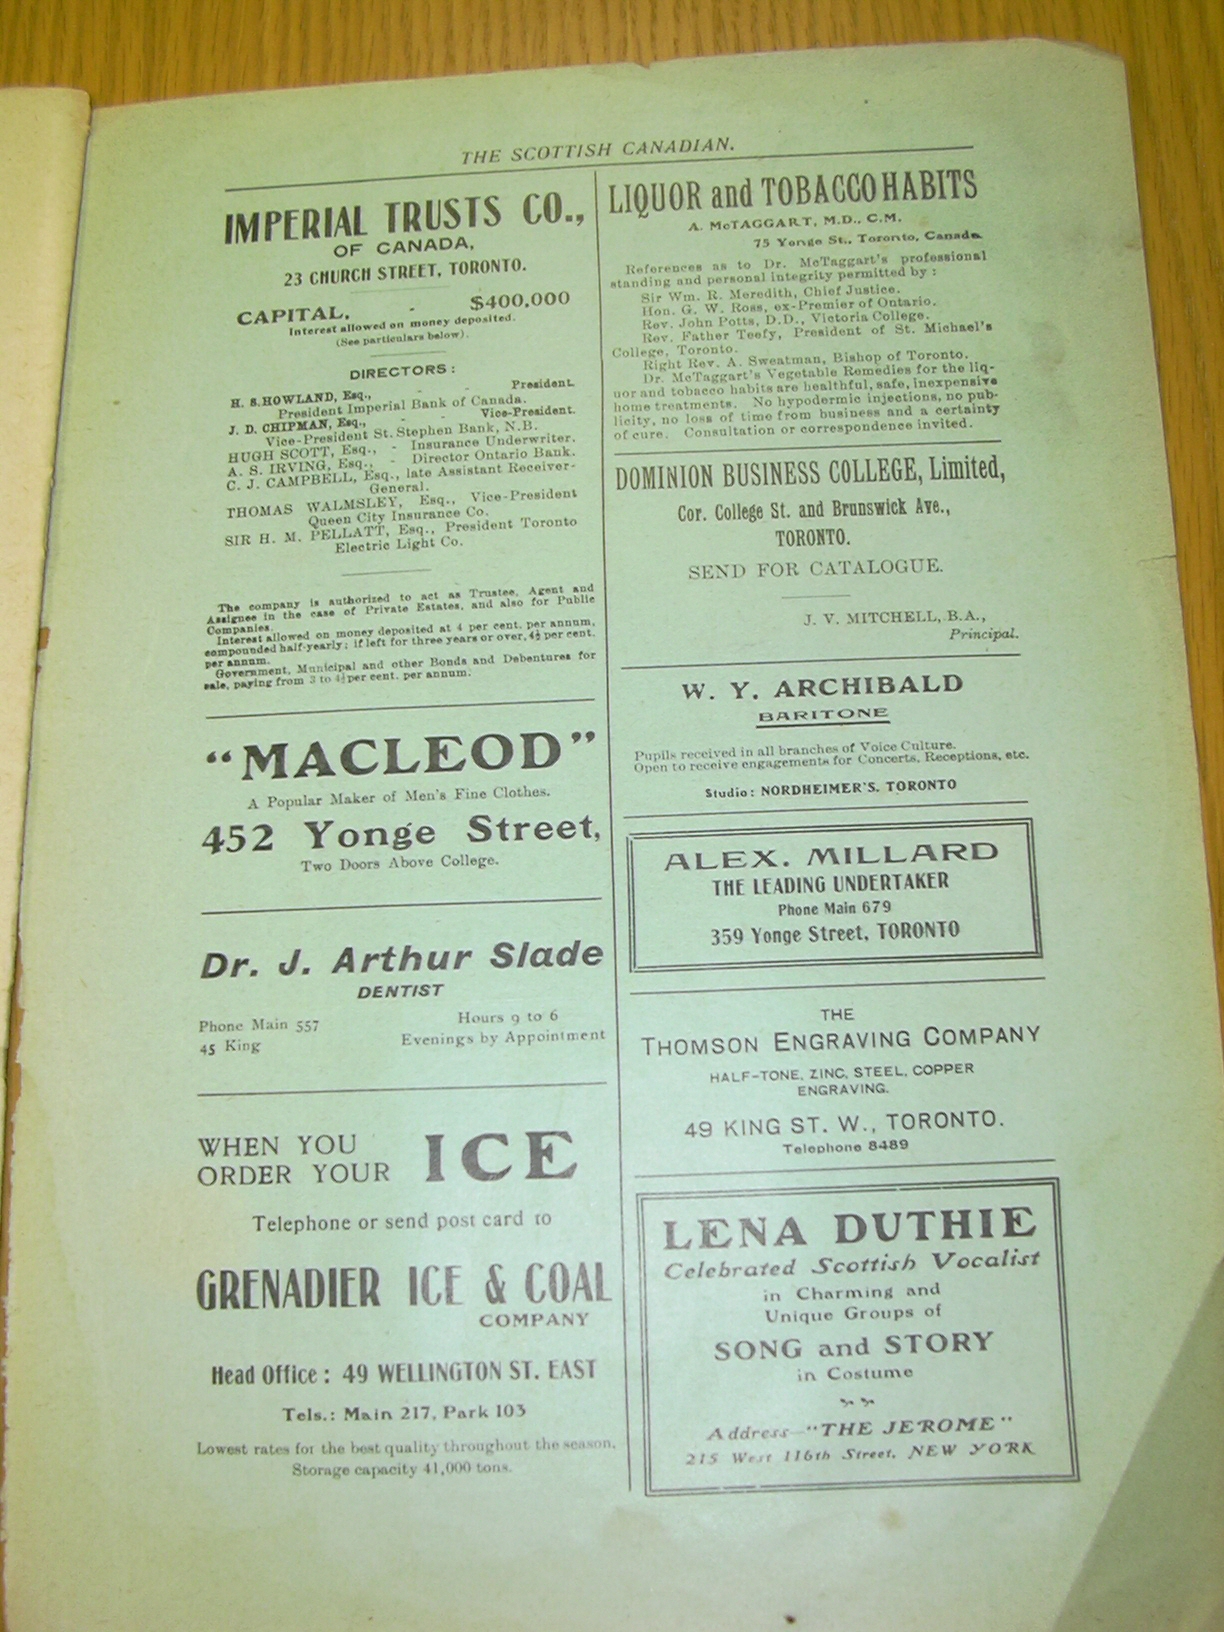 THE SCOTTISH CANADIAN.
IMPERIAL TRUSTS CO.,
OF CANADA,
23 CHURCH STREET, TORONTO.
CAPITAL. - $400,000
Interest allowed on money deposited.
(See particulars below).
DIRECTORS:
H. S. HOWLAND, Esq., - - President.
President Imperial Bank of Canada.
J. D. CHIPMAN, Esq., - Vice-President.
Vice-President St. Stephen Bank, N.B.
HUGH SCOTT, Esq., - Insurance Underwriter.
A. S. IRVING, Esq., - Director Ontario Bank.
C. J. CAMPBELL, Esq., late Assistant Receiver-
General.
THOMAS WALMSLEY, Esq., Vice-President
Queen City Insurance Co.
SIR H. M. PELLATT, Esq., President Toronto
Electric Light Co.
The company is authorized to act as Trustee, Agent and
Assignee in the case of Private Estates, and also for Public
Companies.
Interest allowed on money deposited at 4 per cent. per annum,
compounded half-yearly; if left for three years or over, 4½ per cent.
per annum.
Government, Municipal and other Bonds and Debentures for
sale, paying from 3 to 4½ per cent. per annum.
"MACLEOD"
A Popular Maker of Men's Fine Clothes.
452 Yonge Street,
Two Doors Above College.
Dr. J. Arthur Slade
DENTIST
Phone Main 557
45 King
Hours 9 to 6
Evenings by Appointment
WHEN YOU
ORDER YOUR ICE
Telephone or send post card to
GRENADIER ICE & COAL
COMPANY
Head Office: 49 WELLINGTON ST. EAST
Tels.: Main 217, Park 103
Lowest rates for the best quality throughout the season.
Storage capacity 41,000 tons.
LIQUOR and TOBACCO HABITS
A. McTAGGART, M.D., C.M.
75 Yonge St., Toronto, Canada.
References as to Dr. McTaggart's professional
standing and personal integrity permitted by:
Sir Wm. R. Meredith, Chief Justice.
Hon. G. W. Ross, ex-Premier of Ontario.
Rev. John Potts, D.D., Victoria College.
Rev. Father Teefy, President of St. Michael's
College, Toronto.
Right Rev. A. Sweatman, Bishop of Toronto.
Dr. McTaggart's Vegetable Remedies for the liq-
uor and tobacco habits are healthful, safe, inexpensive
home treatments. No hypodermic injections, no pub-
licity, no loss of time from business and a certainty
of cure. Consultation or correspondence invited.
DOMINION BUSINESS COLLEGE, Limited,
Cor. College St. and Brunswick Ave.,
TORONTO.
SEND FOR CATALOGUE.
J. V. MITCHELL, B.A.,
Principal.
W. Y. ARCHIBALD
BARITONE
Pupils received in all branches of Voice Culture.
Open to receive engagements for Concerts, Receptions, etc.
Studio: NORDHEIMER'S, TORONTO
ALEX. MILLARD
THE LEADING UNDERTAKER
Phone Main 679
359 Yonge Street, TORONTO
THE
THOMSON ENGRAVING COMPANY
HALF-TONE, ZINC, STEEL, COPPER
ENGRAVING.
49 KING ST. W., TORONTO.
Telephone 8489
LENA DUTHIE
Celebrated Scottish Vocalist
in Charming and
Unique Groups of
SONG and STORY
in Costume
Address—"THE JEROME"
215 West 116th Street, NEW YORK